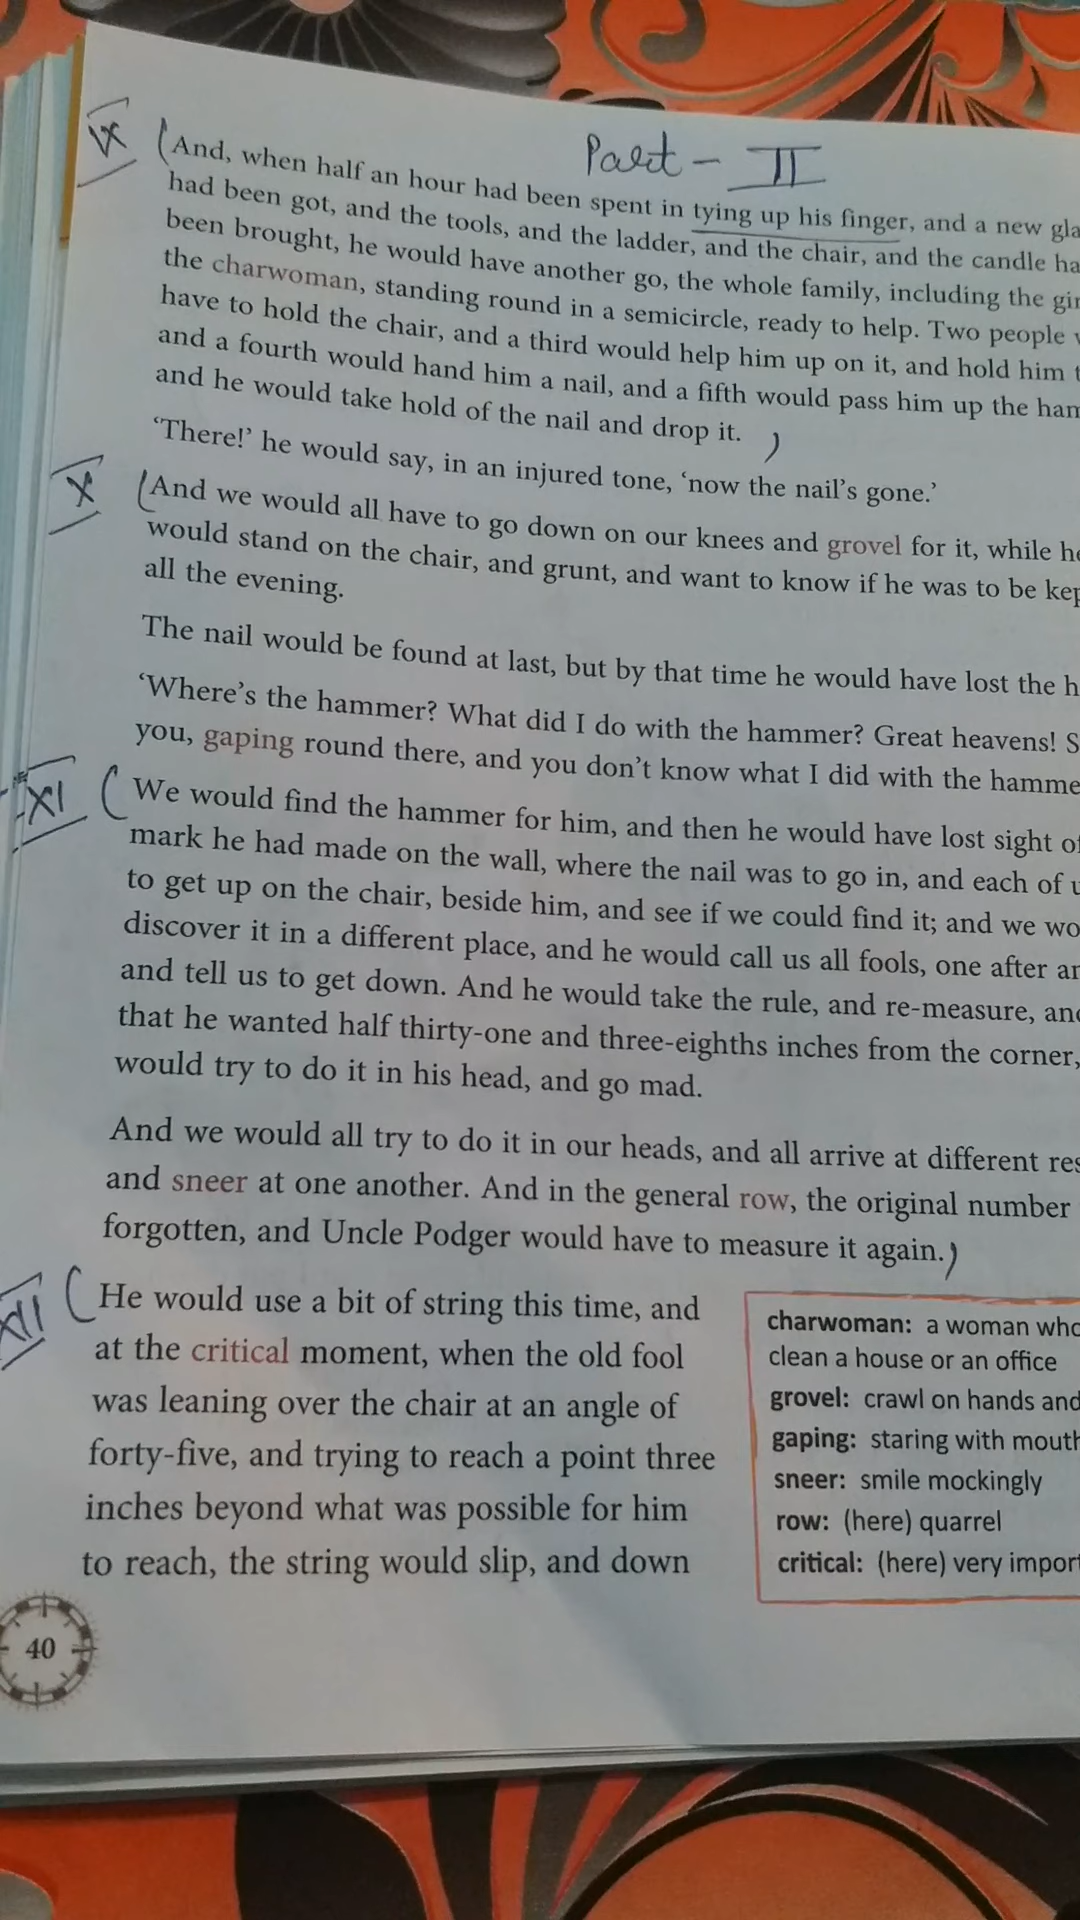 Part - II
IX
(And, when half an hour had been spent in tying up his finger, and a new
had been got, and the tools, and the ladder, and the chair, and the candle
been brought, he would have another go, the whole family, including the
the charwoman, standing round in a semicircle, ready to help. Two people
have to hold the chair, and a third would help him up on it, and hold him
and a fourth would hand him a nail, and a fifth would pass him up the
and he would take hold of the nail and drop it. )
‘There!’ he would say, in an injured tone, ‘now the nail’s gone.’
X
(And we would all have to go down on our knees and grovel for it, while
would stand on the chair, and grunt, and want to know if he was to be
all the evening.
The nail would be found at last, but by that time he would have lost the
‘Where’s the hammer? What did I do with the hammer? Great heavens!
you, gaping round there, and you don’t know what I did with the
XI
(We would find the hammer for him, and then he would have lost sight
mark he had made on the wall, where the nail was to go in, and each of
to get up on the chair, beside him, and see if we could find it; and we
discover it in a different place, and he would call us all fools, one after
and tell us to get down. And he would take the rule, and re-measure,
that he wanted half thirty-one and three-eighths inches from the corner,
would try to do it in his head, and go mad.
And we would all try to do it in our heads, and all arrive at different
and sneer at one another. And in the general row, the original number
forgotten, and Uncle Podger would have to measure it again.)
XII
(He would use a bit of string this time, and
at the critical moment, when the old fool
was leaning over the chair at an angle of
forty-five, and trying to reach a point three
inches beyond what was possible for him
to reach, the string would slip, and down
charwoman: a woman
clean a house or an office
grovel: crawl on hands and
gaping: staring with
sneer: smile mockingly
row: (here) quarrel
critical: (here) very
40